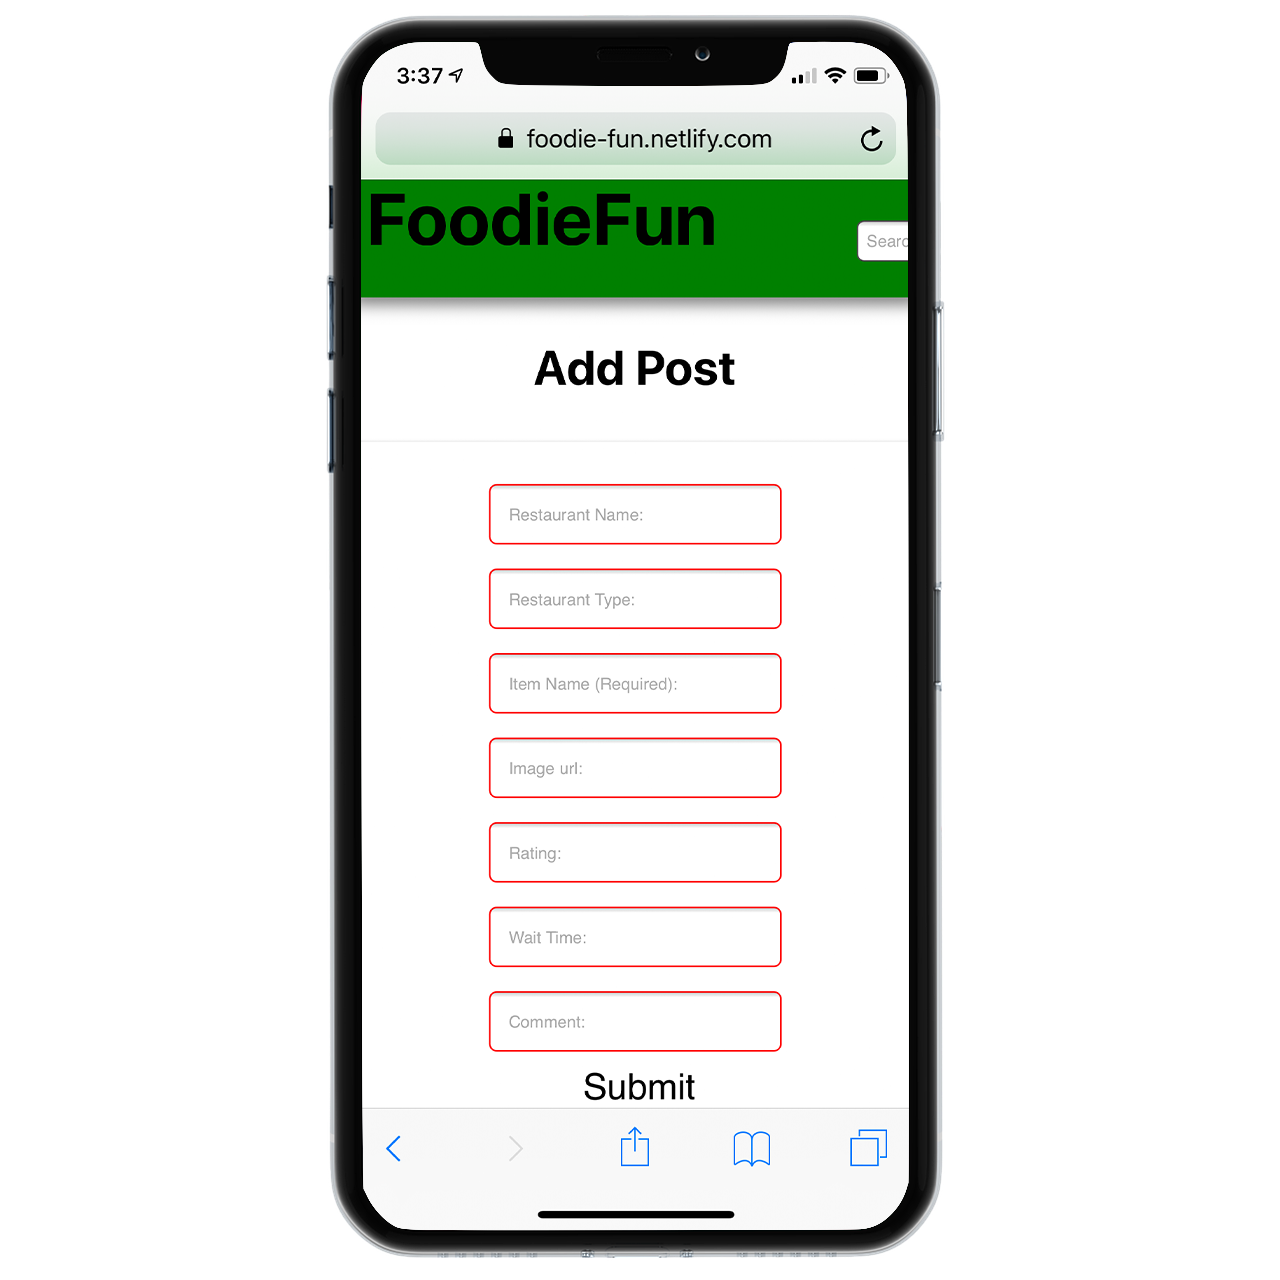 3:37
foodie-fun.netlify.com
FoodieFun
Searc
Add Post
Restaurant Name:
Restaurant Type:
Item Name (Required):
Image url:
Rating:
Wait Time:
Comment:
Submit